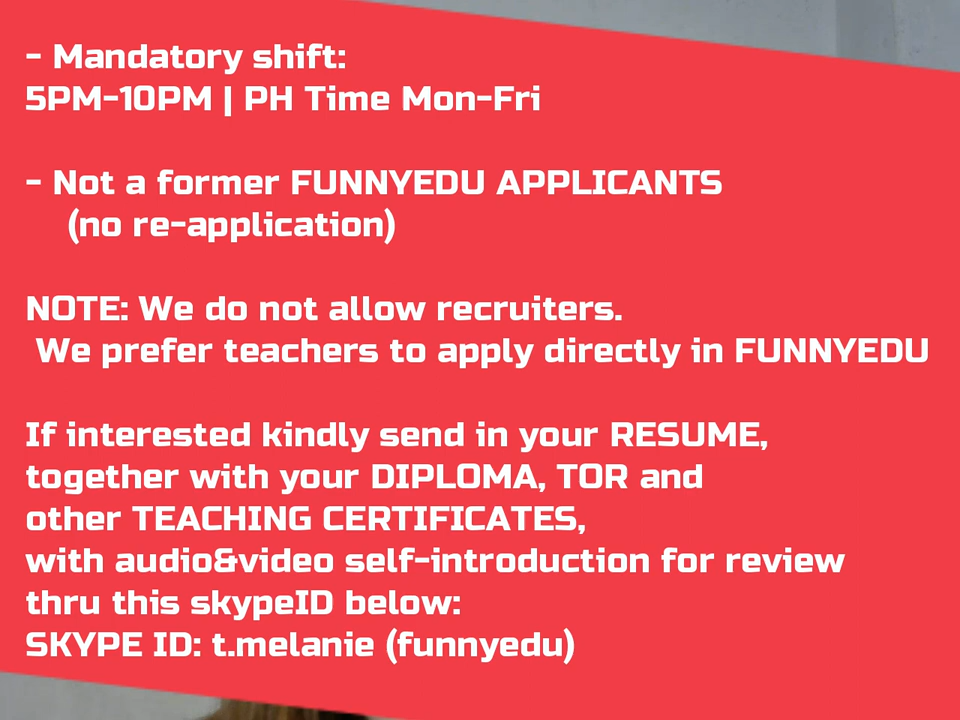 - Mandatory shift:
5PM-10PM | PH Time Mon-Fri
- Not a former FUNNYEDU APPLICANTS
(no re-application)
NOTE: We do not allow recruiters.
We prefer teachers to apply directly in FUNNYEDU
If interested kindly send in your RESUME,
together with your DIPLOMA, TOR and
other TEACHING CERTIFICATES,
with audio&video self-introduction for review
thru this skypeID below:
SKYPE ID: t.melanie (funnyedu)